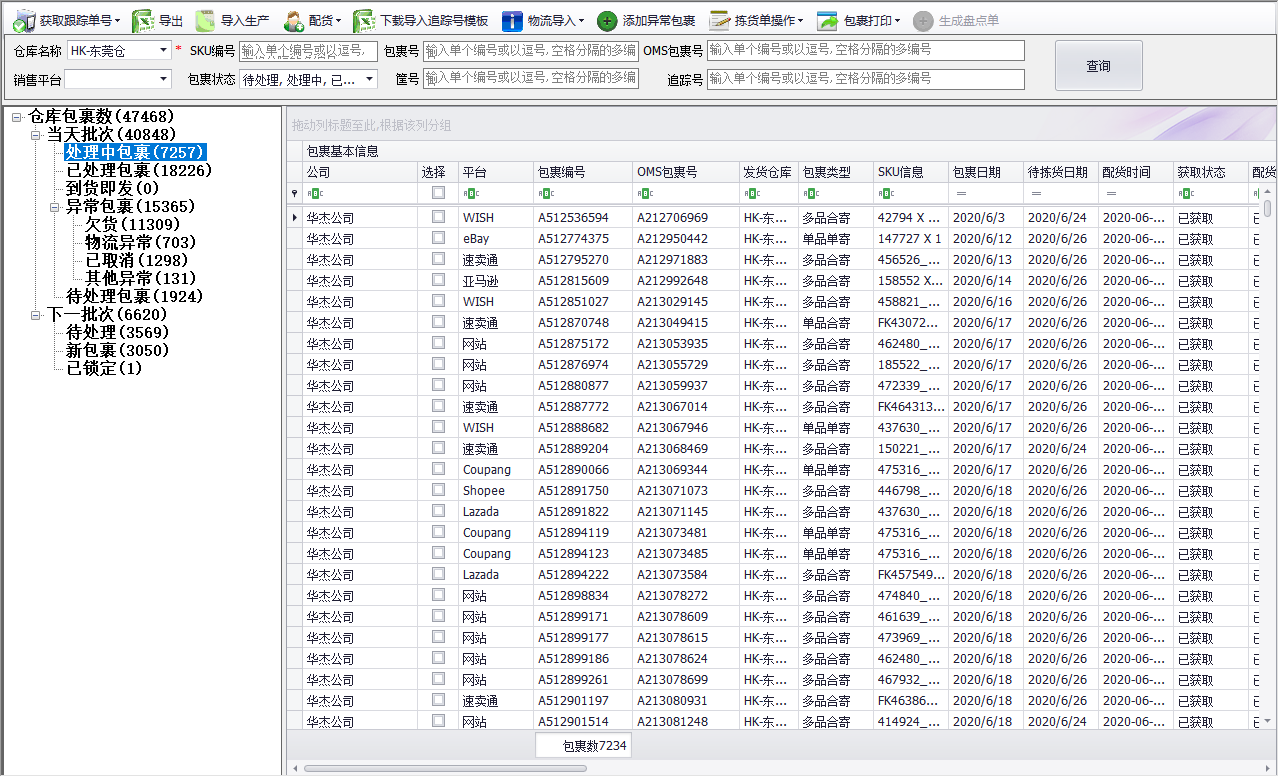 获取跟踪单号 导出 导入生产 配货 下载导入追踪号模板 物流导入 添加异常包裹 拣货单操作 包裹打印 生成盘点单
仓库名称 HK-东莞仓 * SKU编号 输入单个编号或以逗号, 包裹号 输入单个编号或以逗号, 空格分隔的多编 OMS包裹号 输入单个编号或以逗号, 空格分隔的多编号
查询
销售平台 包裹状态 待处理, 处理中, 已... 筐号 输入单个编号或以逗号, 空格分隔的多编 追踪号 输入单个编号或以逗号, 空格分隔的多编号
仓库包裹数(47468)
当天批次(40848)
处理中包裹(7257)
已处理包裹(18226)
到货即发(0)
异常包裹(15365)
欠货(11309)
物流异常(703)
已取消(1298)
其他异常(131)
待处理包裹(1924)
下一批次(6620)
待处理(3569)
新包裹(3050)
已锁定(1)
拖动列标题至此,根据该列分组
包裹基本信息
公司 选择 平台 包裹编号 OMS包裹号 发货仓库 包裹类型 SKU信息 包裹日期 待拣货日期 配货时间 获取状态 配货
华杰公司 WISH A512536594 A212706969 HK-东... 多品合寄 42794 X ... 2020/6/3 2020/6/24 2020-06-... 已获取
华杰公司 eBay A512774375 A212950442 HK-东... 单品单寄 147727 X 1 2020/6/12 2020/6/26 2020-06-... 已获取
华杰公司 速卖通 A512795270 A212971883 HK-东... 多品合寄 456526_... 2020/6/13 2020/6/26 2020-06-... 已获取
华杰公司 亚马逊 A512815609 A212992648 HK-东... 多品合寄 158552 X... 2020/6/14 2020/6/26 2020-06-... 已获取
华杰公司 WISH A512851027 A213029145 HK-东... 多品合寄 458821_... 2020/6/16 2020/6/26 2020-06-... 已获取
华杰公司 速卖通 A512870748 A213049415 HK-东... 单品合寄 FK43072... 2020/6/17 2020/6/26 2020-06-... 已获取
华杰公司 网站 A512875172 A213053935 HK-东... 多品合寄 462480_... 2020/6/17 2020/6/26 2020-06-... 已获取
华杰公司 网站 A512876974 A213055729 HK-东... 多品合寄 185522_... 2020/6/17 2020/6/26 2020-06-... 已获取
华杰公司 网站 A512880877 A213059937 HK-东... 多品合寄 472339_... 2020/6/17 2020/6/26 2020-06-... 已获取
华杰公司 速卖通 A512887772 A213067014 HK-东... 多品合寄 FK464313... 2020/6/17 2020/6/26 2020-06-... 已获取
华杰公司 WISH A512888682 A213067946 HK-东... 单品单寄 437630_... 2020/6/17 2020/6/26 2020-06-... 已获取
华杰公司 速卖通 A512889204 A213068469 HK-东... 多品合寄 150221_... 2020/6/17 2020/6/24 2020-06-... 已获取
华杰公司 Coupang A512890066 A213069344 HK-东... 单品单寄 475316_... 2020/6/17 2020/6/26 2020-06-... 已获取
华杰公司 Shopee A512891750 A213071073 HK-东... 多品合寄 446798_... 2020/6/18 2020/6/26 2020-06-... 已获取
华杰公司 Lazada A512891822 A213071145 HK-东... 多品合寄 437630_... 2020/6/18 2020/6/26 2020-06-... 已获取
华杰公司 Coupang A512894119 A213073481 HK-东... 单品单寄 475316_... 2020/6/18 2020/6/26 2020-06-... 已获取
华杰公司 Coupang A512894123 A213073485 HK-东... 单品单寄 475316_... 2020/6/18 2020/6/26 2020-06-... 已获取
华杰公司 Lazada A512894222 A213073584 HK-东... 多品合寄 FK457549... 2020/6/18 2020/6/26 2020-06-... 已获取
华杰公司 网站 A512898834 A213078272 HK-东... 多品合寄 474840_... 2020/6/18 2020/6/26 2020-06-... 已获取
华杰公司 网站 A512899171 A213078609 HK-东... 多品合寄 461639_... 2020/6/18 2020/6/26 2020-06-... 已获取
华杰公司 网站 A512899177 A213078615 HK-东... 多品合寄 473969_... 2020/6/18 2020/6/26 2020-06-... 已获取
华杰公司 网站 A512899186 A213078624 HK-东... 多品合寄 462480_... 2020/6/18 2020/6/26 2020-06-... 已获取
华杰公司 网站 A512899261 A213078699 HK-东... 多品合寄 467932_... 2020/6/18 2020/6/26 2020-06-... 已获取
华杰公司 速卖通 A512901197 A213080931 HK-东... 多品合寄 FK46386... 2020/6/18 2020/6/26 2020-06-... 已获取
华杰公司 网站 A512901514 A213081248 HK-东... 多品合寄 414924_... 2020/6/18 2020/6/24 2020-06-... 已获取
包裹数7234